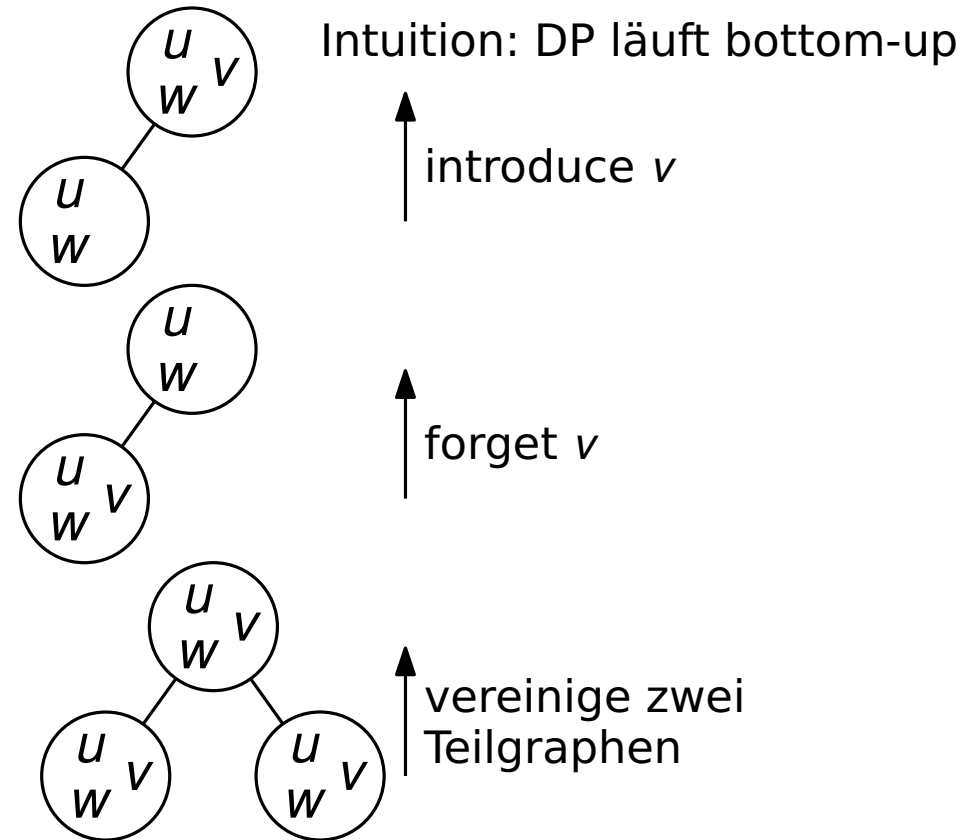 u
v
w
Intuition: DP läuft bottom-up
introduce v
u
w
u
w
forget v
u
v
w
u
v
w
vereinige zwei
Teilgraphen
u
v
w
u
v
w